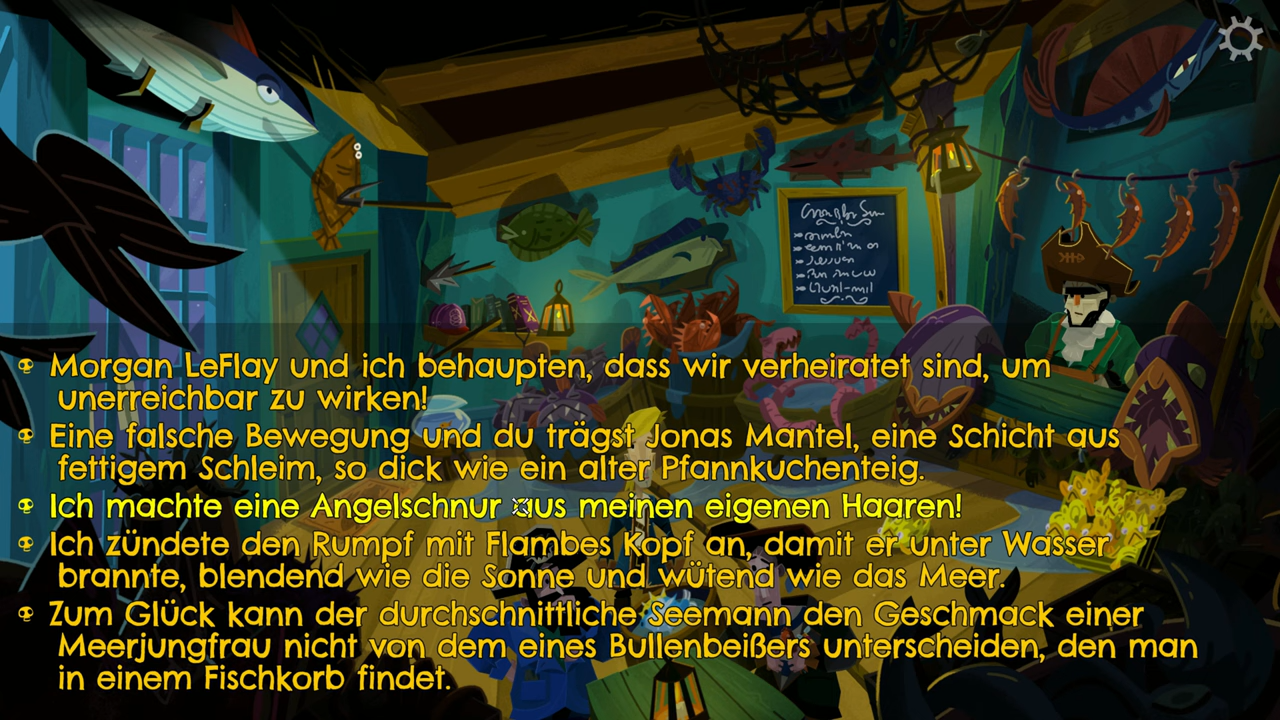 Morgan LeFlay und ich behaupten, dass wir verheiratet sind, um
unerreichbar zu wirken!
Eine falsche Bewegung und du trägst Jonas Mantel, eine Schicht aus
fettigem Schleim, so dick wie ein alter Pfannkuchenteig.
Ich machte eine Angelschnur aus meinen eigenen Haaren!
Ich zündete den Rumpf mit Flambes Kopf an, damit er unter Wasser
brannte, blendend wie die Sonne und wütend wie das Meer.
Zum Glück kann der durchschnittliche Seemann den Geschmack einer
Meerjungfrau nicht von dem eines Bullenbeißers unterscheiden, den man
in einem Fischkorb findet.